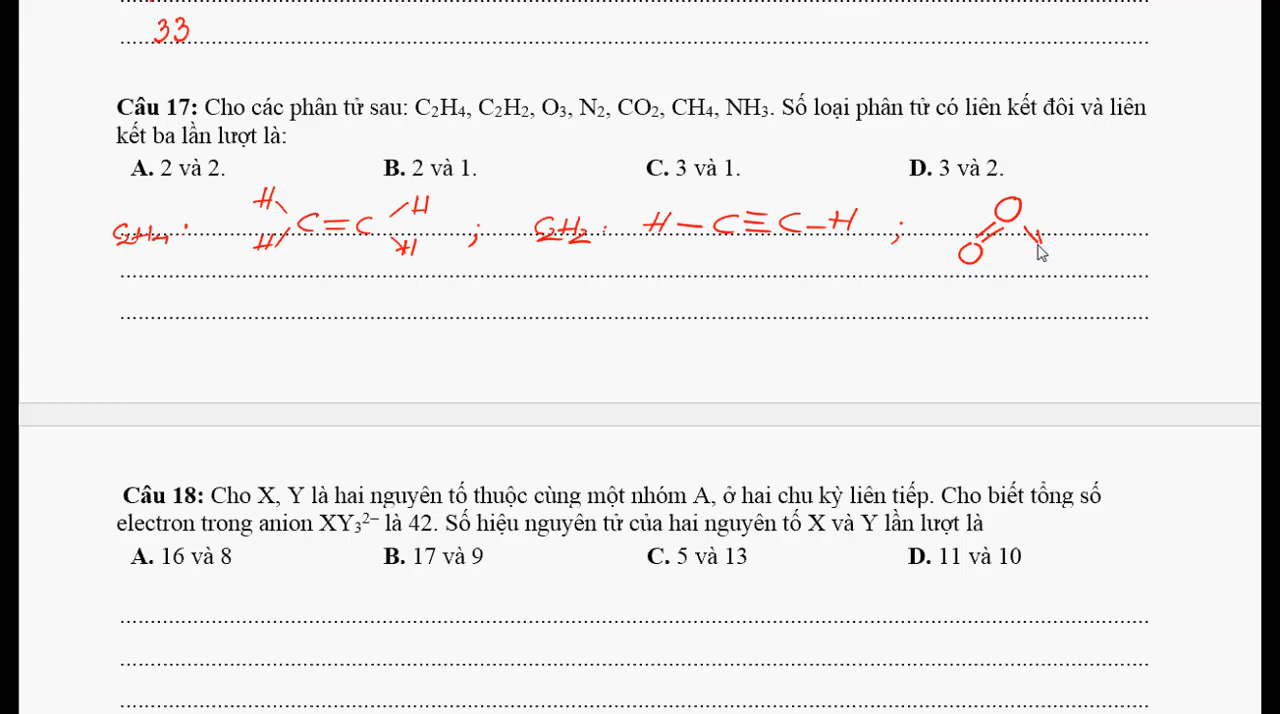 33
Câu 17: Cho các phân tử sau: C₂H₄, C₂H₂, O₃, N₂, CO₂, CH₄, NH₃. Số loại phân tử có liên kết đôi và liên
kết ba lần lượt là:
A. 2 và 2. B. 2 và 1. C. 3 và 1. D. 3 và 2.
H H O
C₂H₄: C=C ; C₂H₂: H–C≡C–H ;
H H O
Câu 18: Cho X, Y là hai nguyên tố thuộc cùng một nhóm A, ở hai chu kỳ liên tiếp. Cho biết tổng số
electron trong anion XY₃²⁻ là 42. Số hiệu nguyên tử của hai nguyên tố X và Y lần lượt là
A. 16 và 8 B. 17 và 9 C. 5 và 13 D. 11 và 10